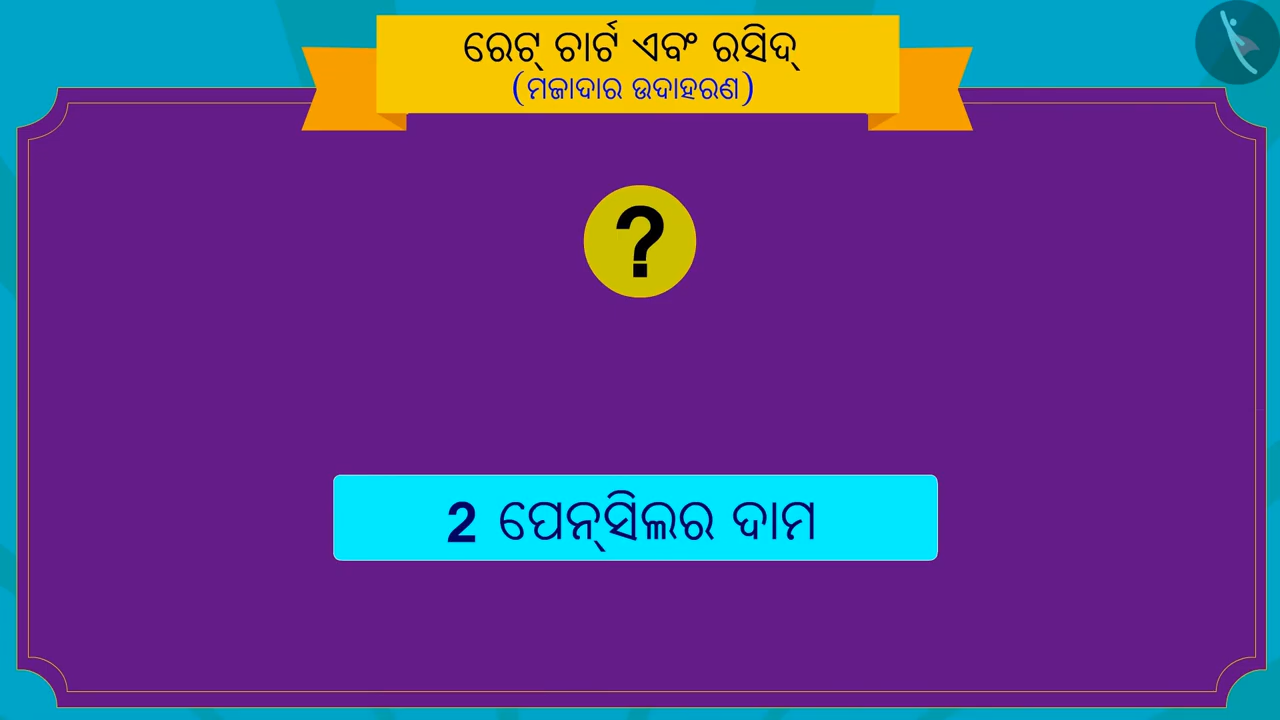 ରେଟ୍ ଚାର୍ଟ ଏବଂ ରସିଦ୍
(ମଜାଦାର ଉଦାହରଣ)
?
2 ପେନ୍‌ସିଲର ଦାମ